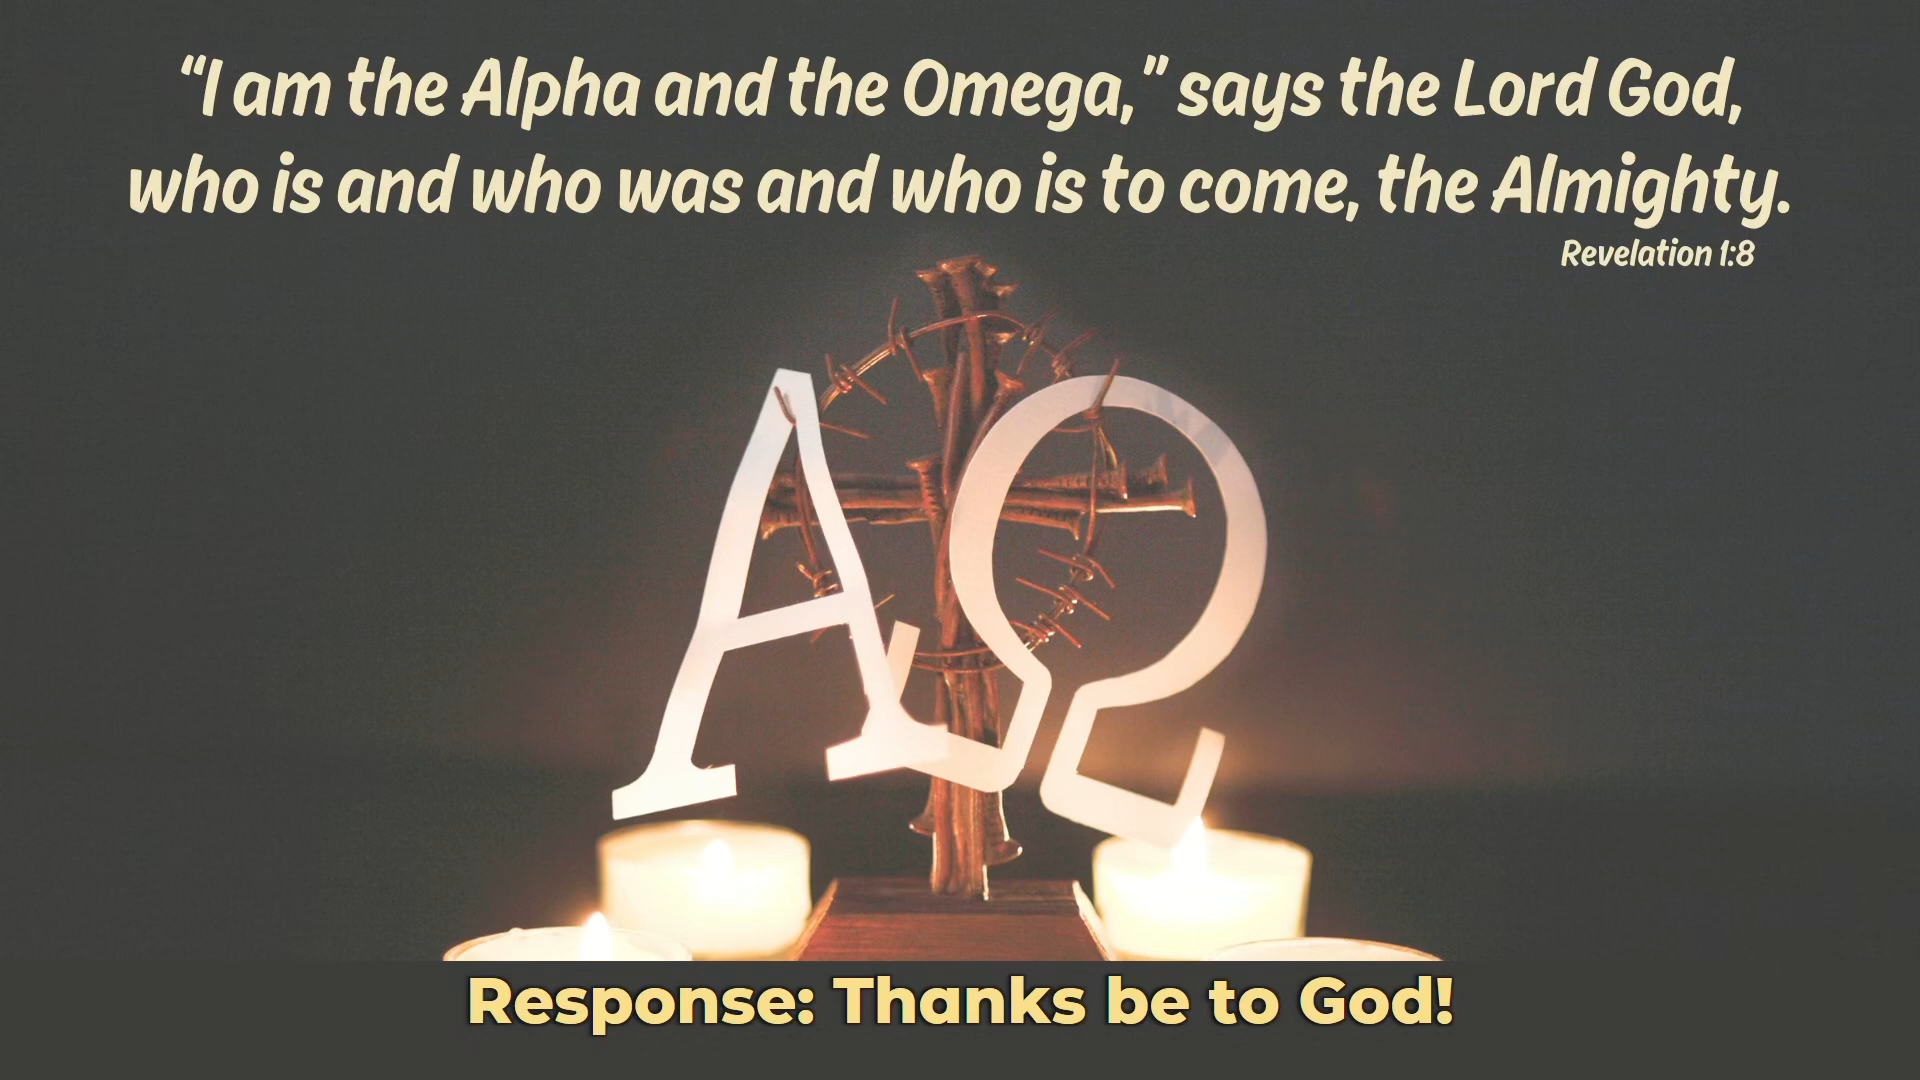 “I am the Alpha and the Omega,” says the Lord God,
who is and who was and who is to come, the Almighty.
Revelation 1:8
Α Ω
Response: Thanks be to God!